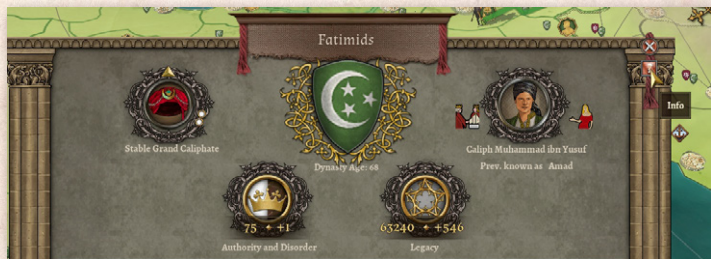 Fatimids
Info
Stable Grand Caliphate
Dynasty Age: 68
Caliph Muhammad ibn Yusuf
Prev. known as Amad
75 +1
63240 +546
Authority and Disorder
Legacy